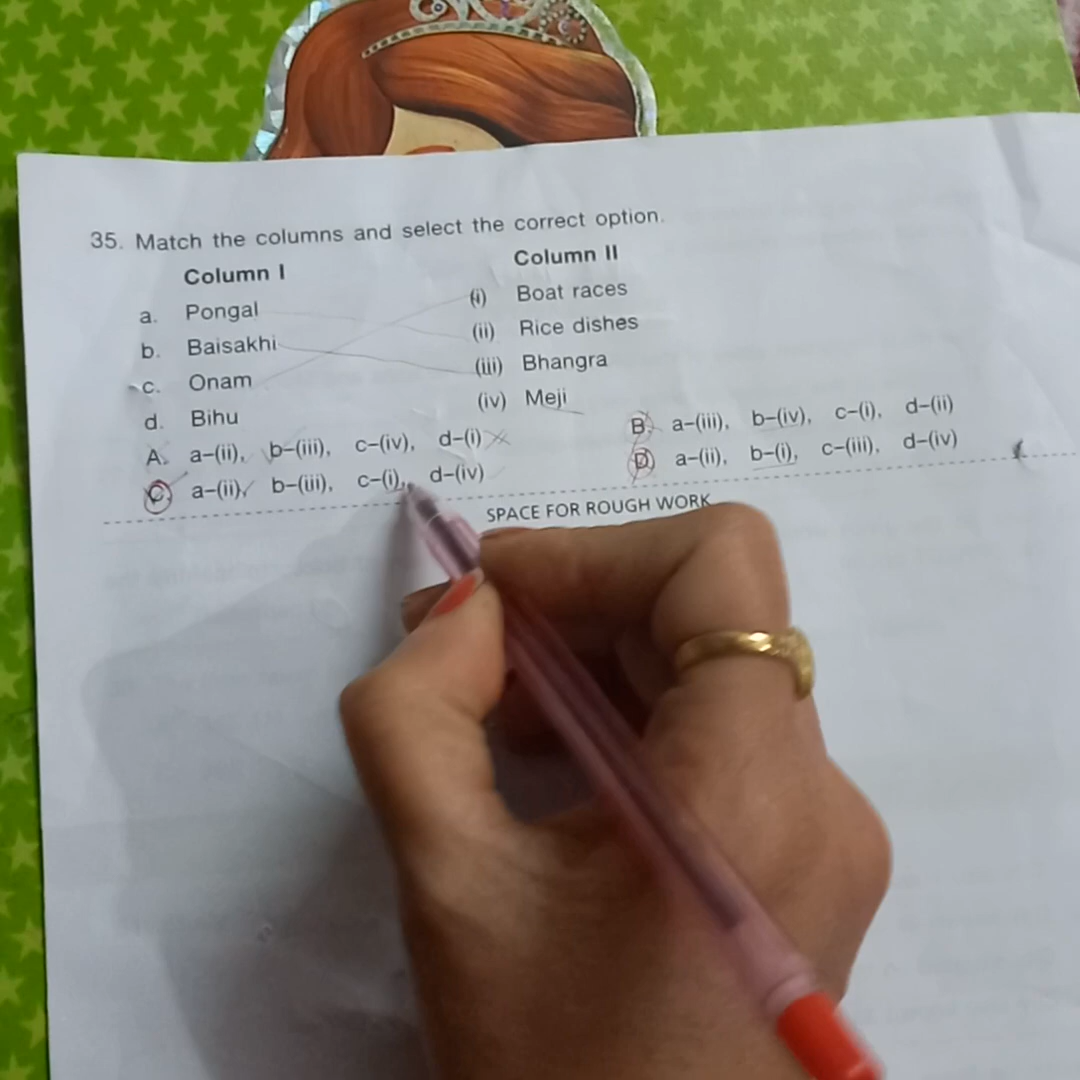 35. Match the columns and select the correct option.
Column I Column II
a. Pongal (i) Boat races
b. Baisakhi (ii) Rice dishes
c. Onam (iii) Bhangra
d. Bihu (iv) Meji
A. a–(ii), b–(iii), c–(iv), d–(i) B. a–(iii), b–(iv), c–(i), d–(ii)
C. a–(ii), b–(iii), c–(i), d–(iv) D. a–(ii), b–(i), c–(iii), d–(iv)
SPACE FOR ROUGH WORK